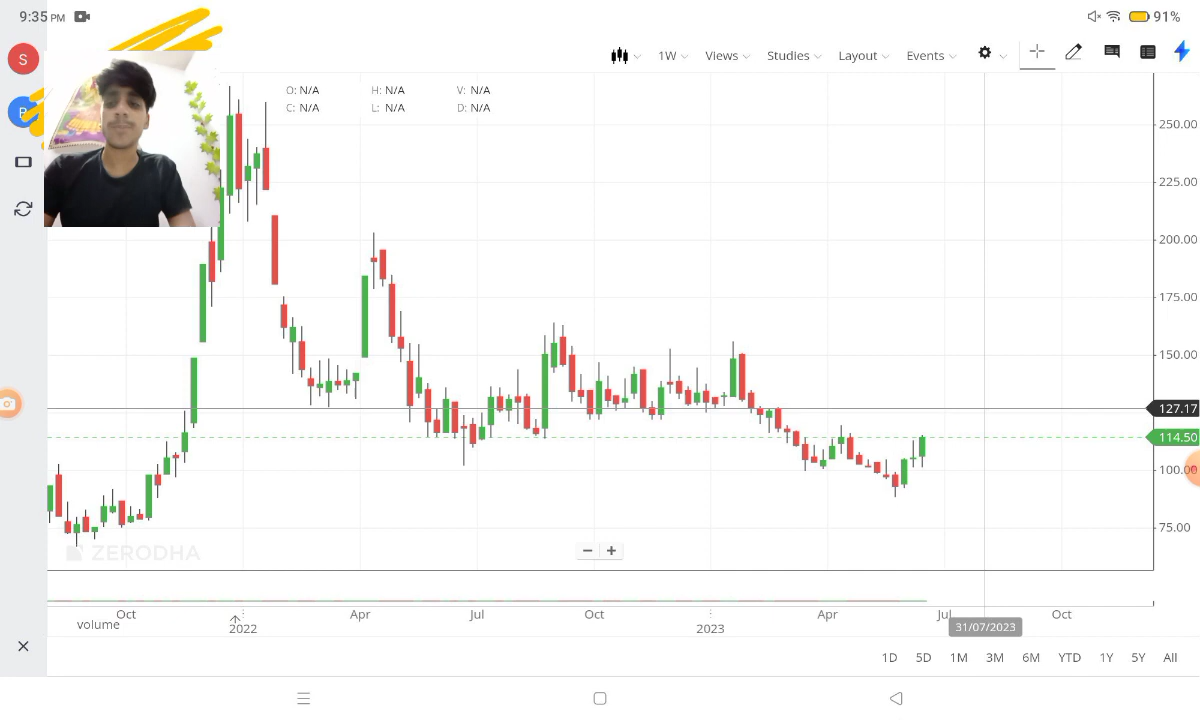 9:35 PM
91%
S
1W Views Studies Layout Events
O: N/A H: N/A V: N/A
C: N/A L: N/A D: N/A
250.00
225.00
200.00
175.00
150.00
127.17
114.50
100.00
75.00
ZERODHA
− +
Oct Apr Jul Oct Apr Jul Oct
volume 2022 2023
31/07/2023
1D 5D 1M 3M 6M YTD 1Y 5Y All